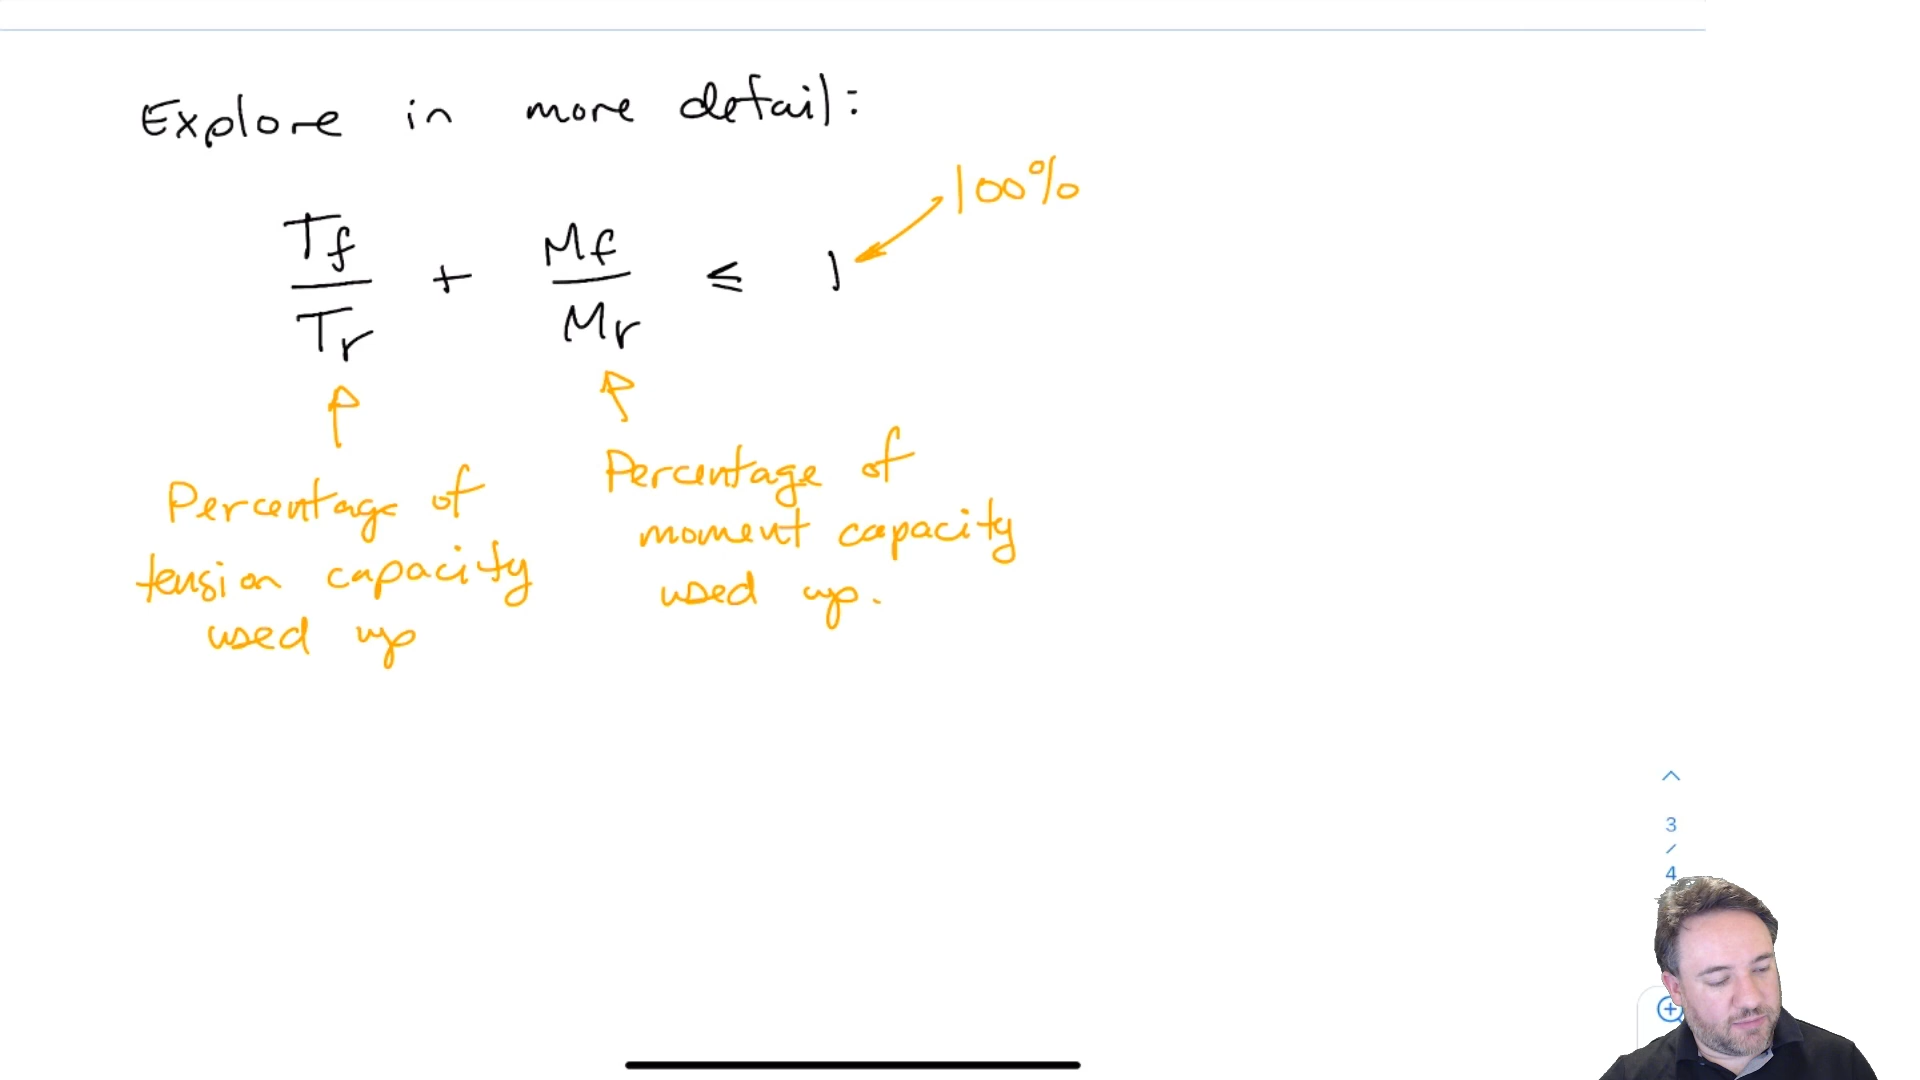 Explore in more detail:
100%
Tf/Tr + Mf/Mr ≤ 1
Percentage of
tension capacity
used up
Percentage of
moment capacity
used up.
3
/
4